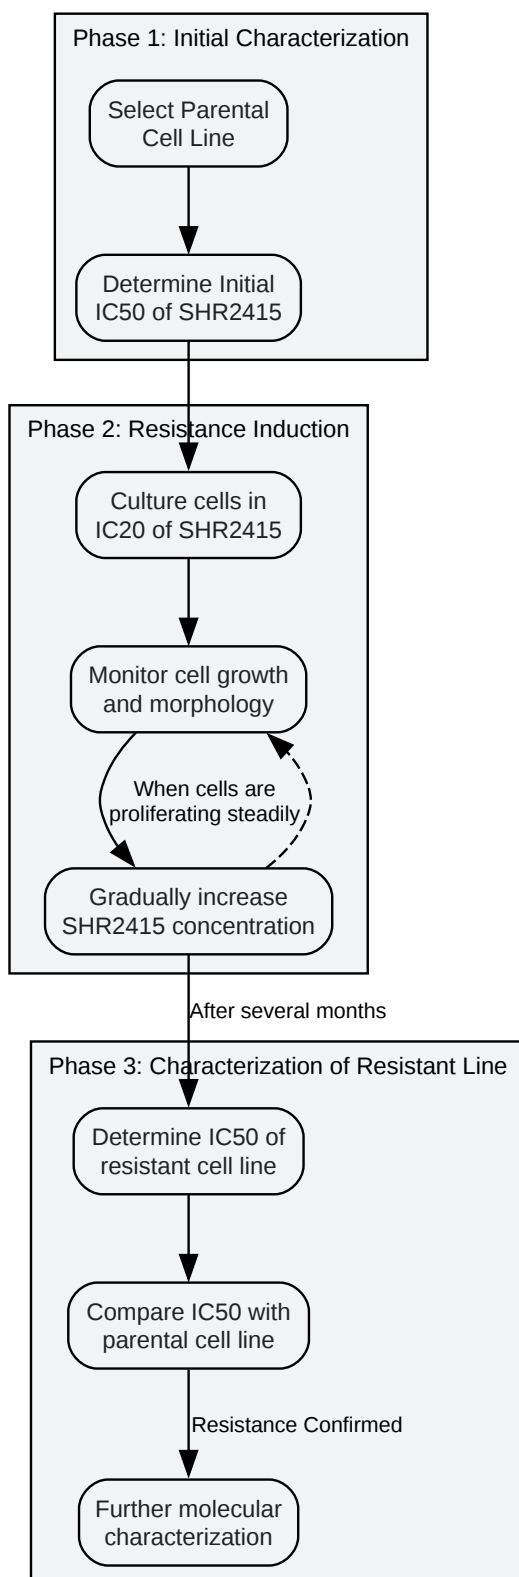 Phase 1: Initial Characterization
Select Parental
Cell Line
Determine Initial
IC50 of SHR2415
Phase 2: Resistance Induction
Culture cells in
IC20 of SHR2415
Monitor cell growth
and morphology
When cells are
proliferating steadily
Gradually increase
SHR2415 concentration
After several months
Phase 3: Characterization of Resistant Line
Determine IC50 of
resistant cell line
Compare IC50 with
parental cell line
Resistance Confirmed
Further molecular
characterization